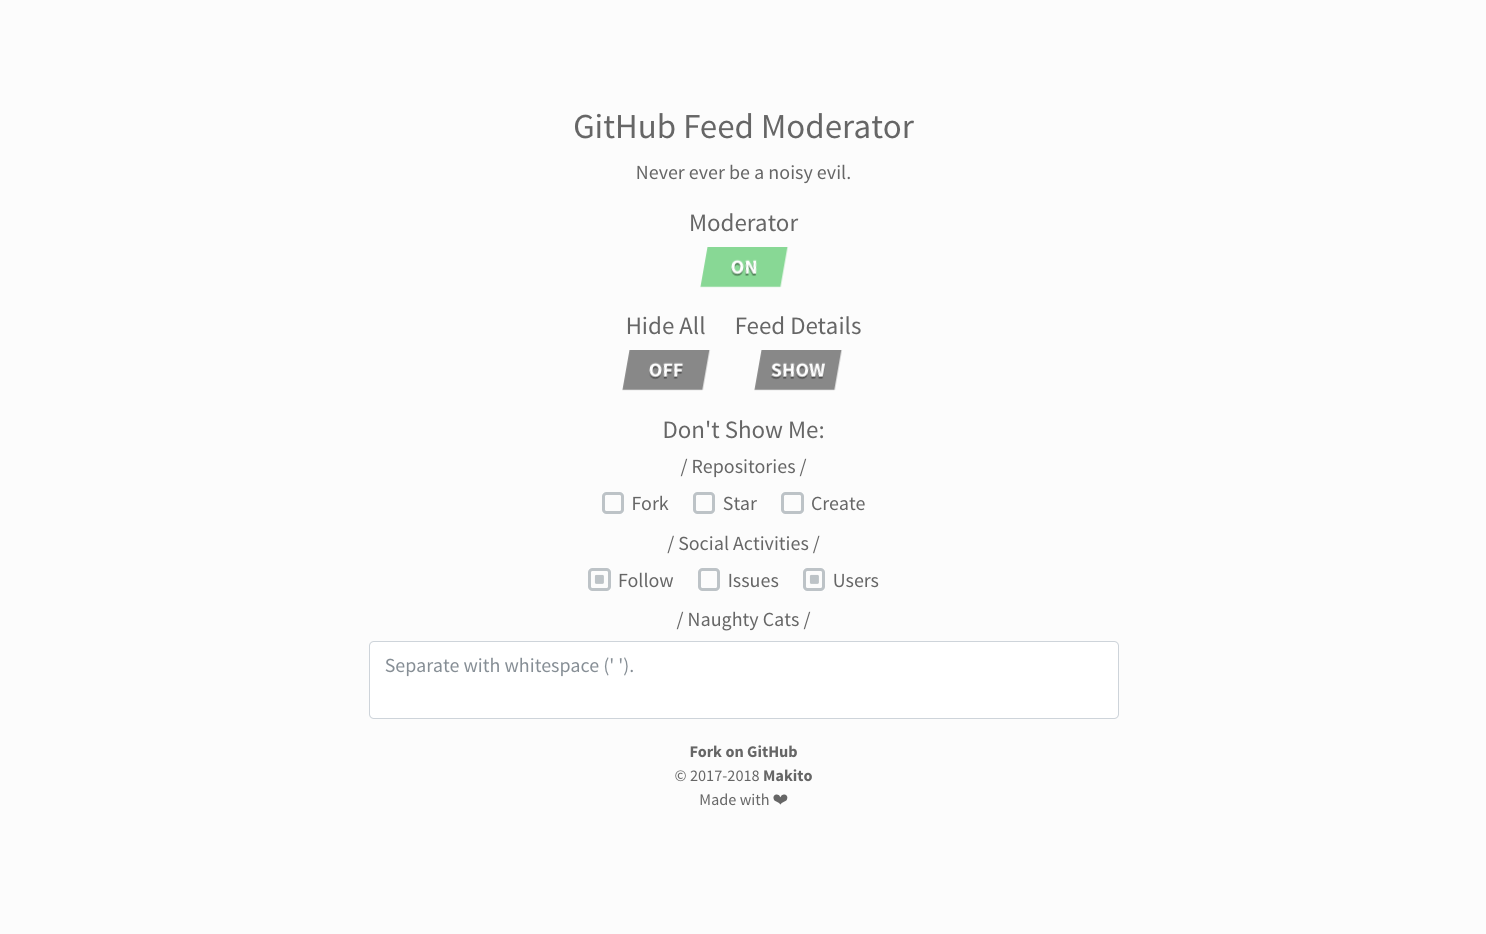 GitHub Feed Moderator
Never ever be a noisy evil.
Moderator
ON
Hide All Feed Details
OFF SHOW
Don't Show Me:
/ Repositories /
Fork Star Create
/ Social Activities /
Follow Issues Users
/ Naughty Cats /
Separate with whitespace (' ').
Fork on GitHub
© 2017-2018 Makito
Made with ❤